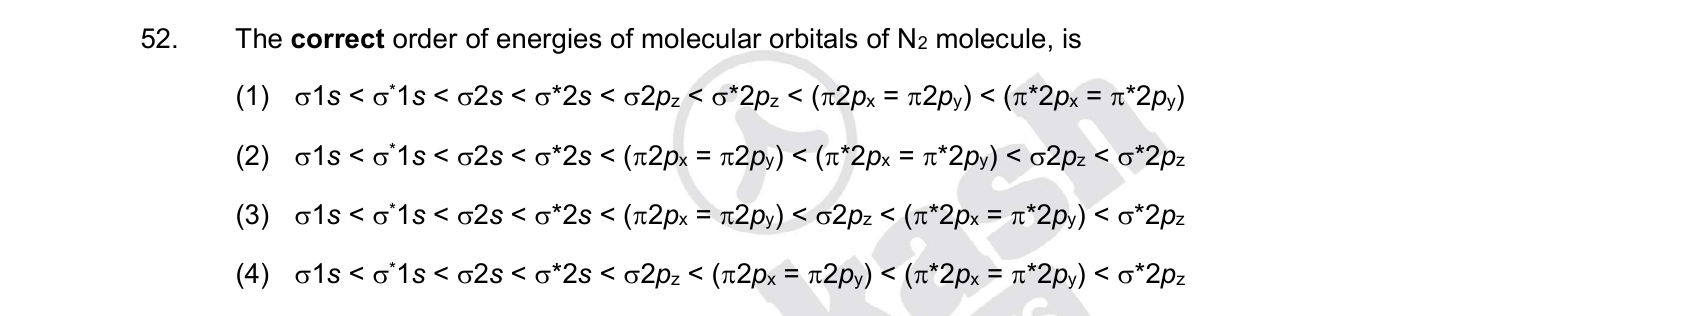 52. The correct order of energies of molecular orbitals of N₂ molecule, is
(1) σ1s < σ*1s < σ2s < σ*2s < σ2pz < σ*2pz < (π2px = π2py) < (π*2px = π*2py)
(2) σ1s < σ*1s < σ2s < σ*2s < (π2px = π2py) < (π*2px = π*2py) < σ2pz < σ*2pz
(3) σ1s < σ*1s < σ2s < σ*2s < (π2px = π2py) < σ2pz < (π*2px = π*2py) < σ*2pz
(4) σ1s < σ*1s < σ2s < σ*2s < σ2pz < (π2px = π2py) < (π*2px = π*2py) < σ*2pz